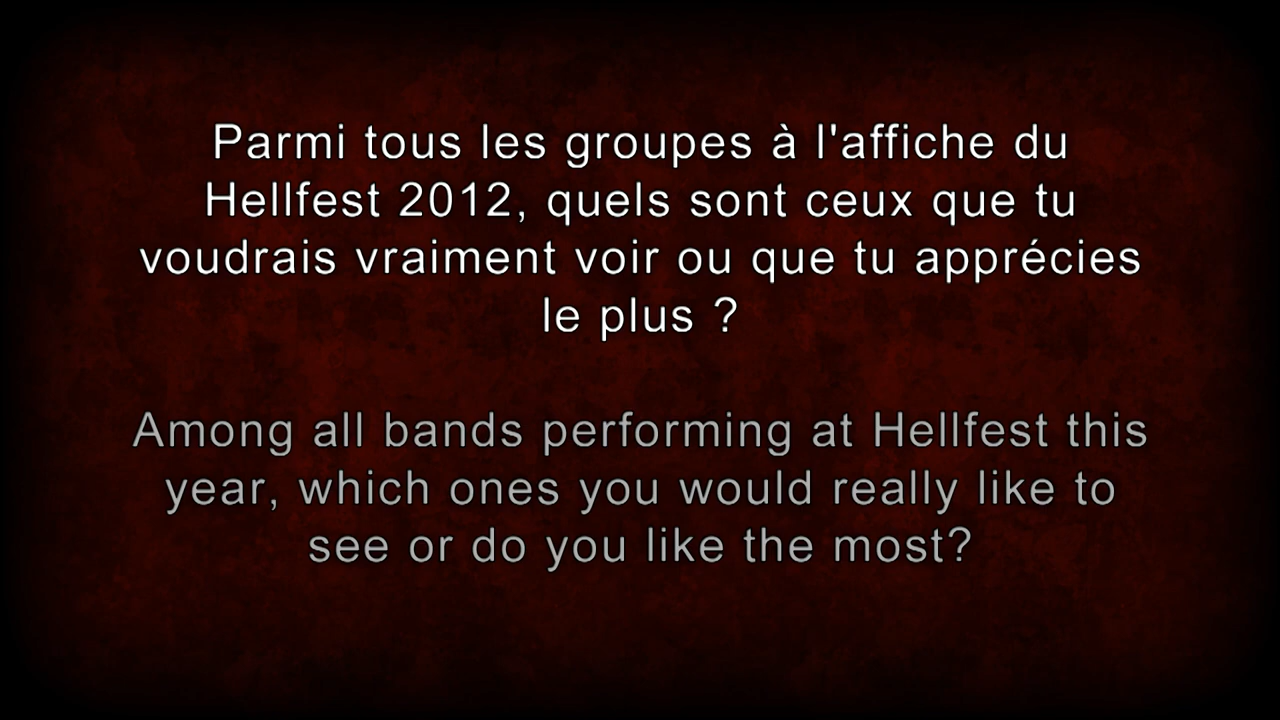 Parmi tous les groupes à l'affiche du
Hellfest 2012, quels sont ceux que tu
voudrais vraiment voir ou que tu apprécies
le plus ?
Among all bands performing at Hellfest this
year, which ones you would really like to
see or do you like the most?